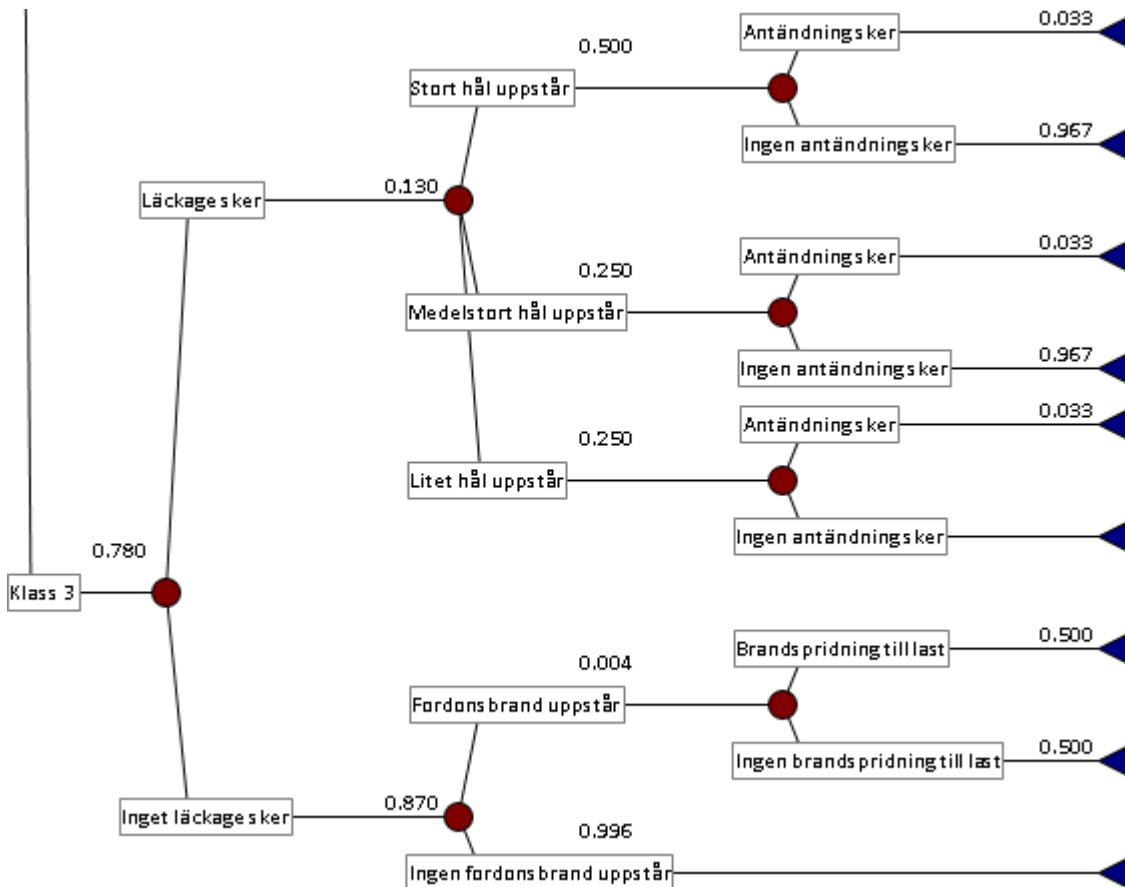 0.033
Antändning sker
0.500
Stort hål uppstår
0.967
Ingen antändning sker
0.130
Läckage sker
0.033
Antändning sker
0.250
Medelstort hål uppstår
0.967
Ingen antändning sker
0.033
Antändning sker
0.250
Litet hål uppstår
Ingen antändning sker
0.780
Klass 3
0.500
Brandspridning till last
0.004
Fordonsbrand uppstår
0.500
Ingen brandspridning till last
0.870
Inget läckage sker
0.996
Ingen fordonsbrand uppstår